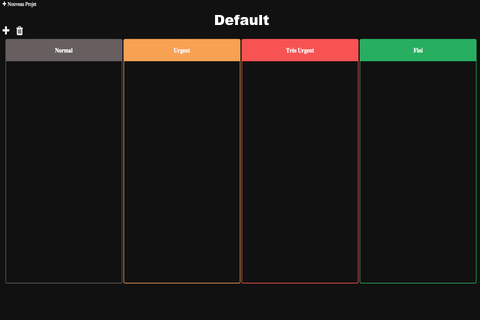 Nouveau Projet
Default
Normal
Urgent
Très Urgent
Fini